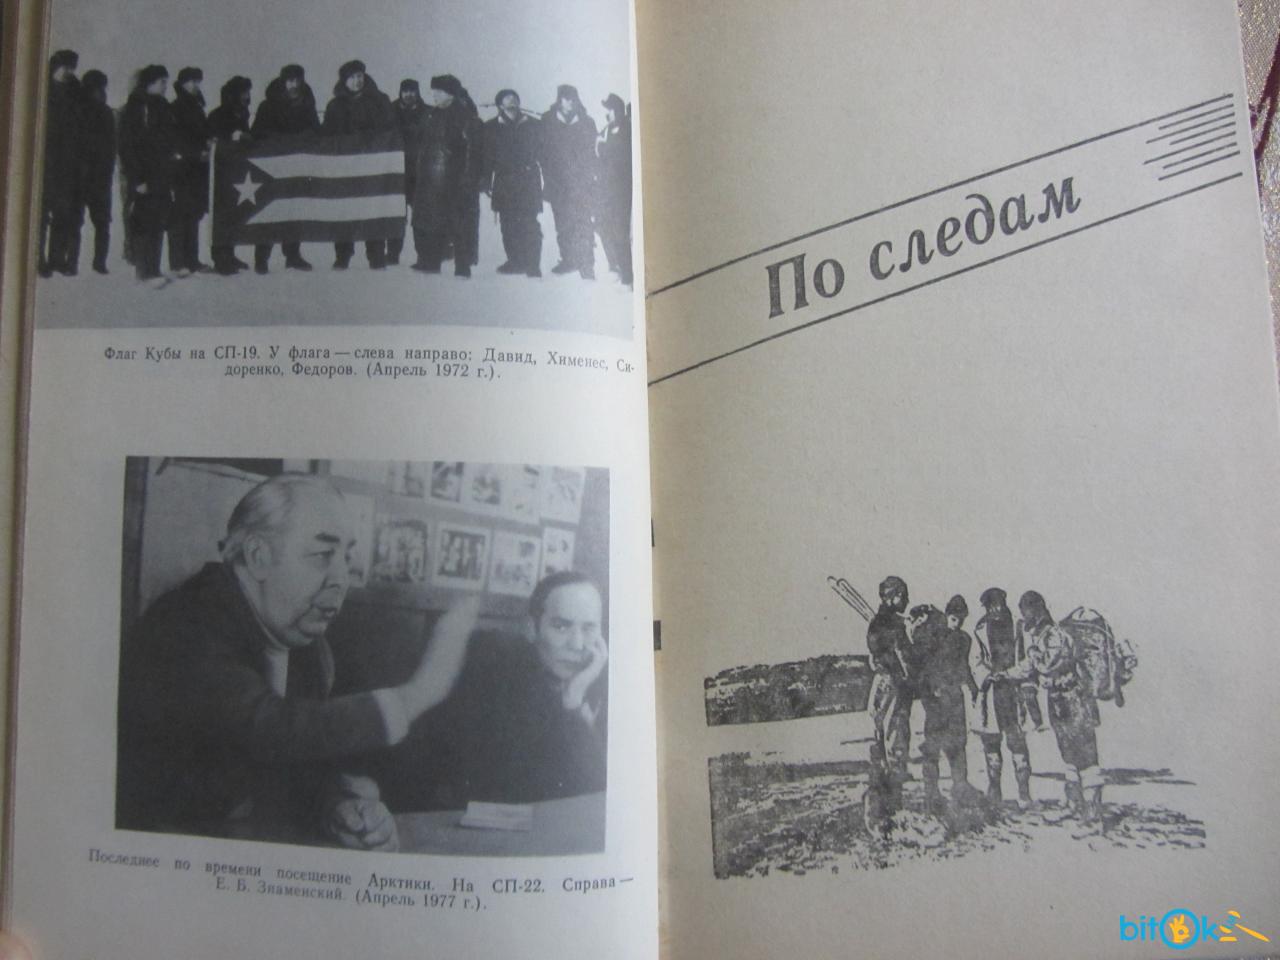 Флаг Кубы на СП-19. У флага — слева направо: Давид, Хименес, Си-
доренко, Федоров. (Апрель 1972 г.).
Последнее по времени посещение Арктики. На СП-22. Справа —
Е. Б. Знаменский. (Апрель 1977 г.).
По следам
bitok